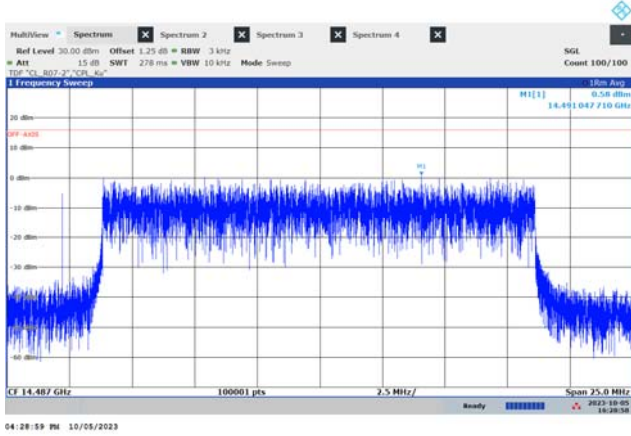 MultiView Spectrum X Spectrum 2 X Spectrum 3 X Spectrum 4 X
Ref Level 30.00 dBm Offset 1.25 dB RBW 3 kHz SGL
Att 15 dB SWT 278 ms VBW 10 kHz Mode Sweep Count 100/100
TDF "CL_R07-2","CPL_Ku"
1 Frequency Sweep 1Rm Avg
M1[1] 0.58 dBm
14.491 047 710 GHz
20 dBm
OFF-AXIS
10 dBm
M1
0 dBm
-10 dBm
-20 dBm
-30 dBm
-60 dBm
CF 14.487 GHz 100001 pts 2.5 MHz/ Span 25.0 MHz
Ready 2023-10-05
16:28:58
04:28:59 PM 10/05/2023